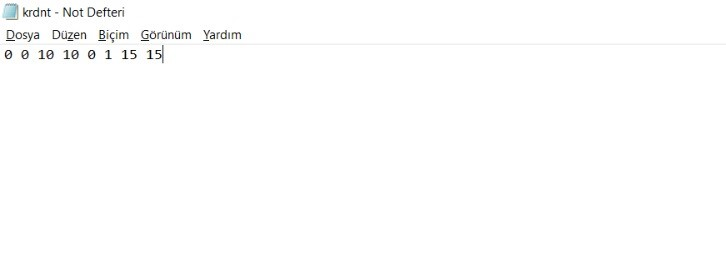 krdnt - Not Defteri
Dosya Düzen Biçim Görünüm Yardım
0 0 10 10 0 1 15 15